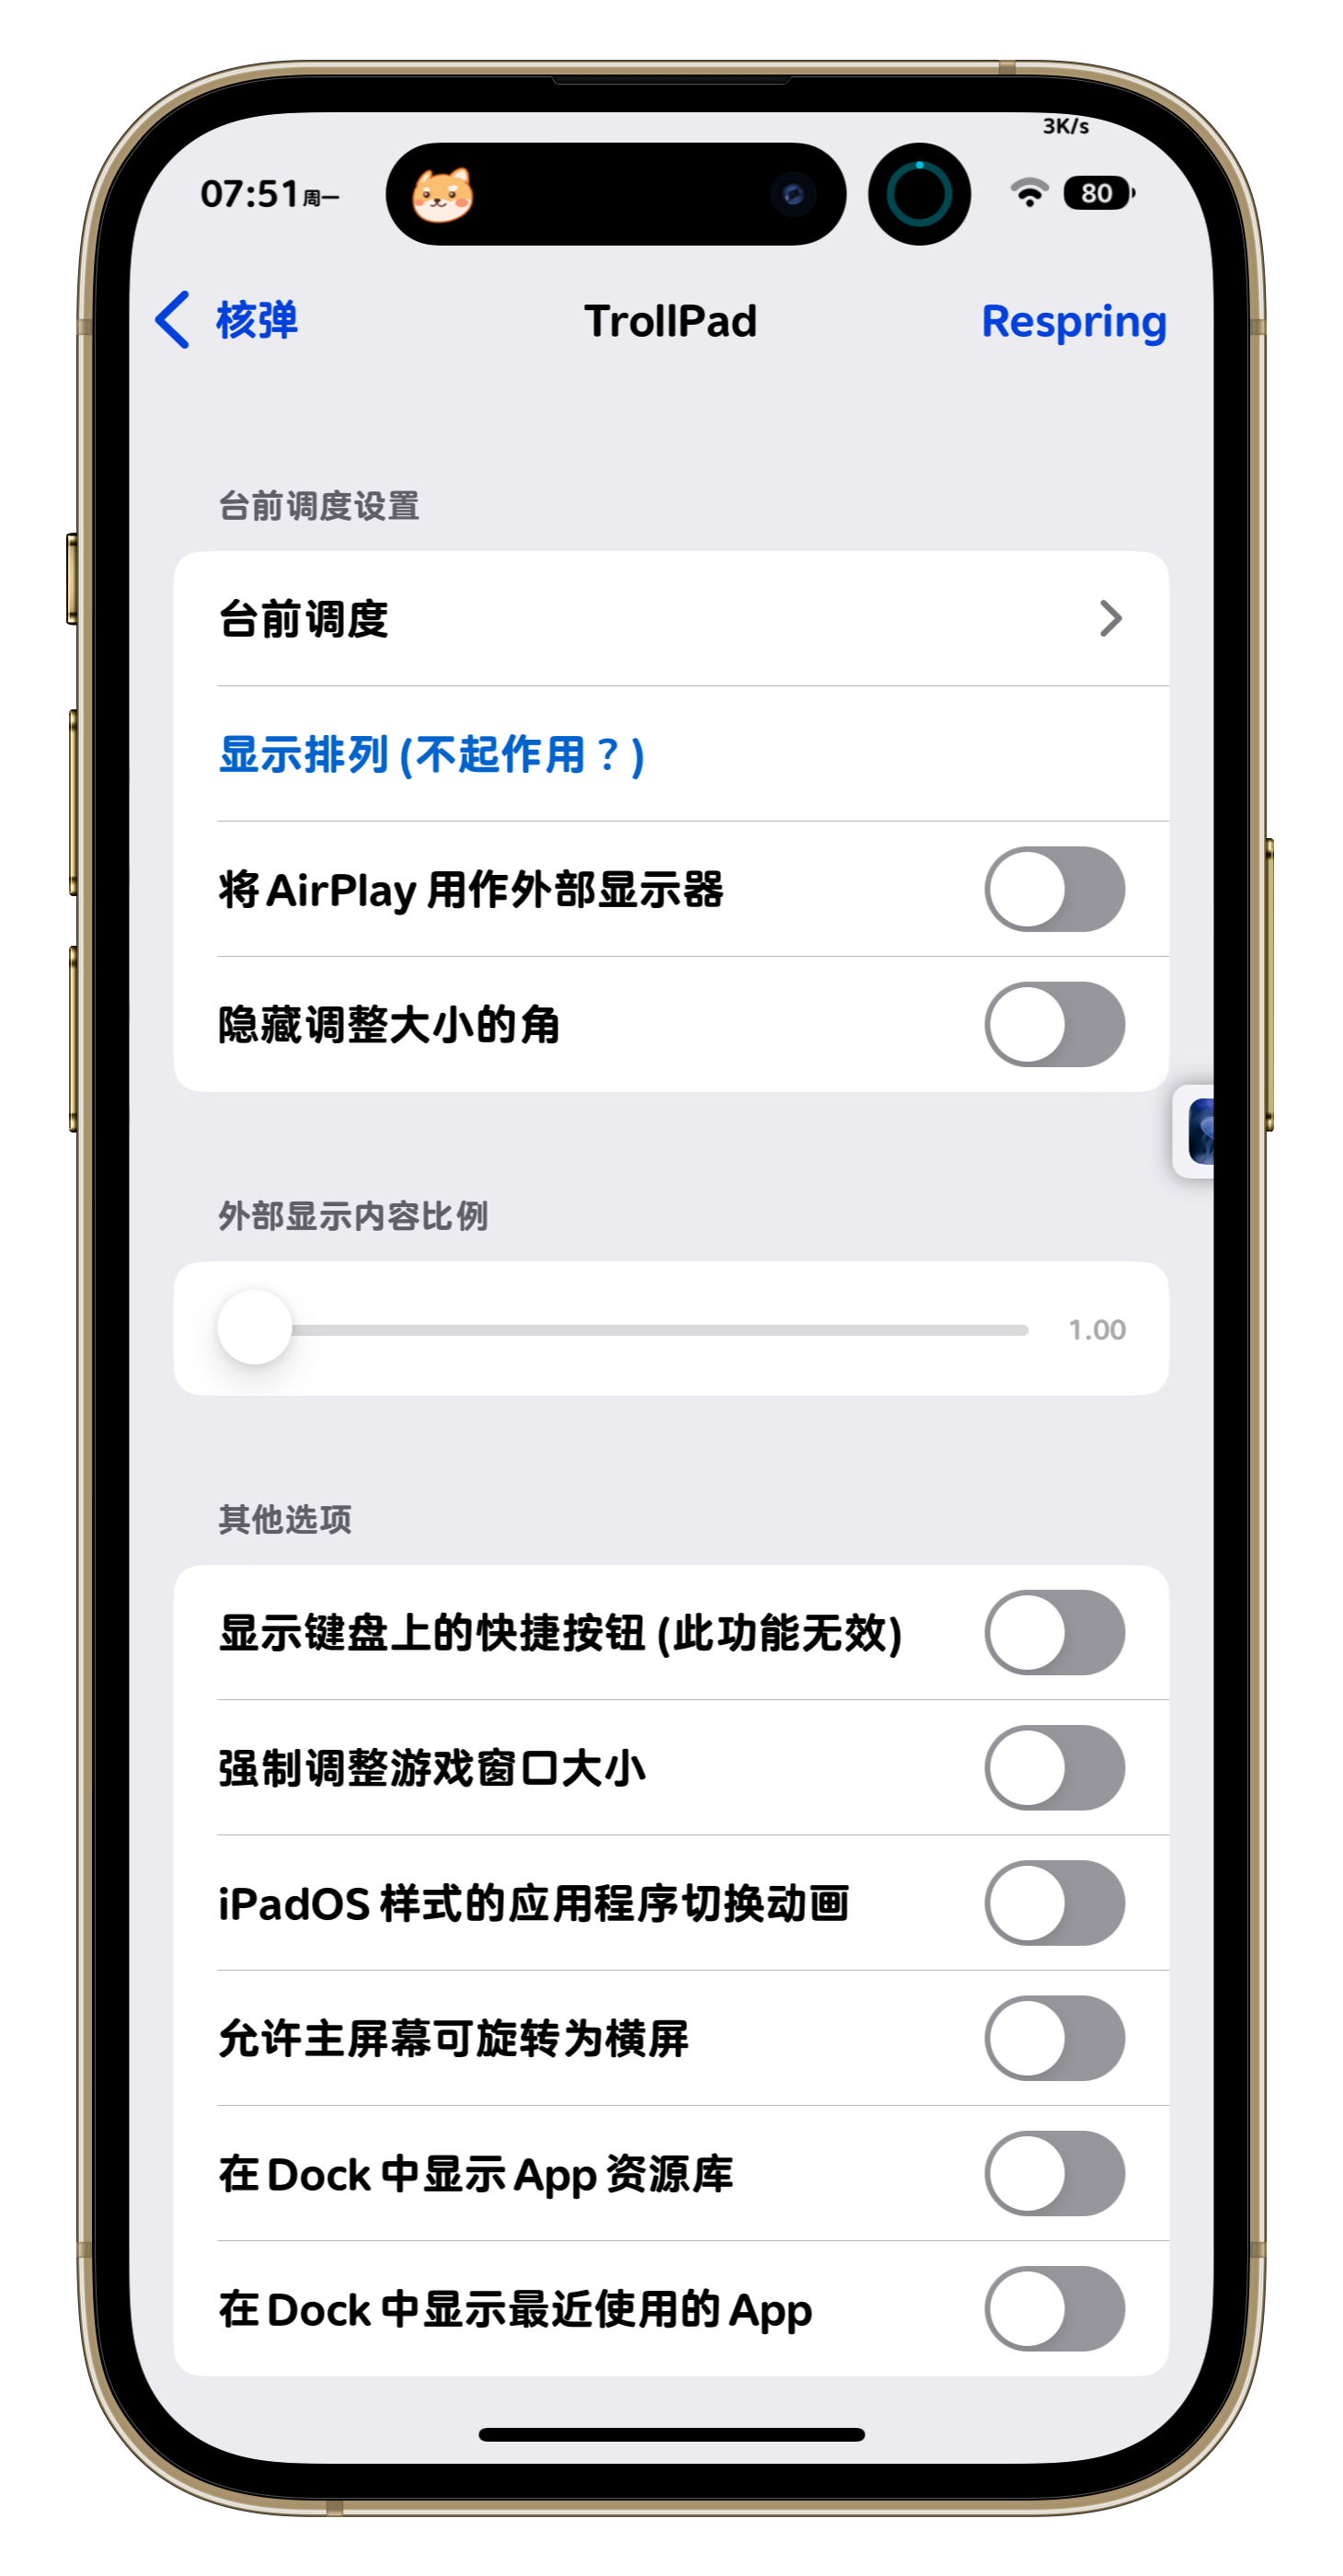 3K/s
07:51周一
80
核弹
TrollPad
Respring
台前调度设置
台前调度
显示排列 (不起作用？)
将 AirPlay 用作外部显示器
隐藏调整大小的角
外部显示内容比例
1.00
其他选项
显示键盘上的快捷按钮 (此功能无效)
强制调整游戏窗口大小
iPadOS 样式的应用程序切换动画
允许主屏幕可旋转为横屏
在 Dock 中显示 App 资源库
在 Dock 中显示最近使用的 App